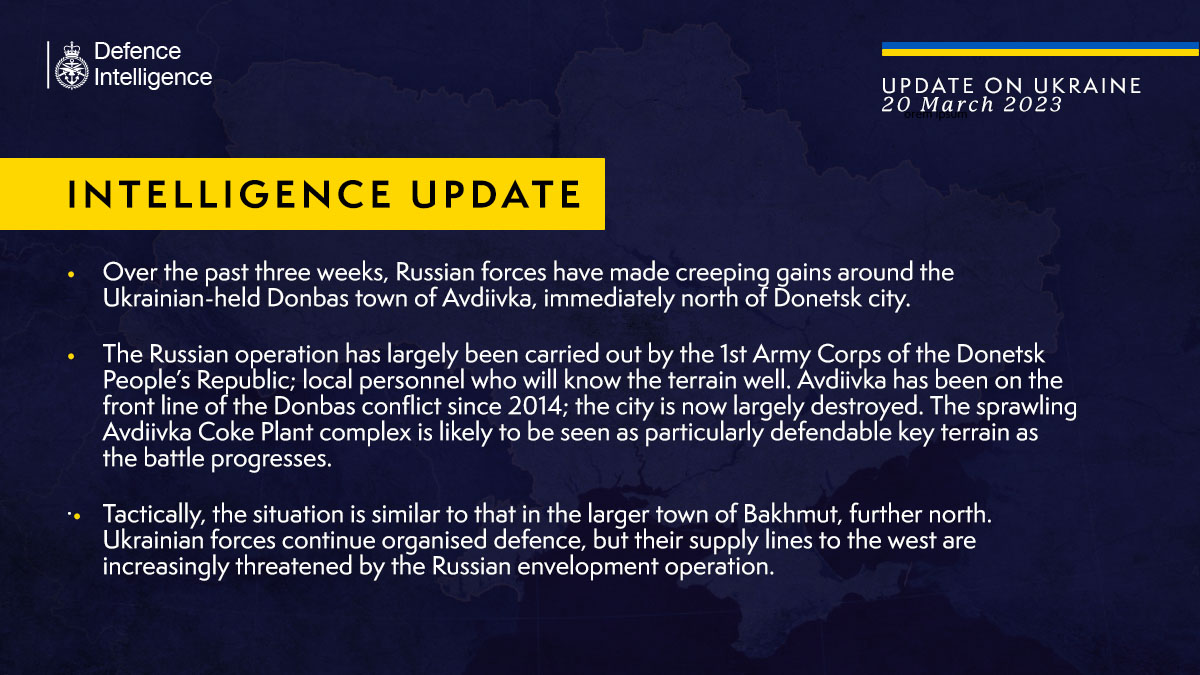 Defence
Intelligence
UPDATE ON UKRAINE
20 March 2023
orem ipsum
INTELLIGENCE UPDATE
• Over the past three weeks, Russian forces have made creeping gains around the
Ukrainian-held Donbas town of Avdiivka, immediately north of Donetsk city.
• The Russian operation has largely been carried out by the 1st Army Corps of the Donetsk
People’s Republic; local personnel who will know the terrain well. Avdiivka has been on the
front line of the Donbas conflict since 2014; the city is now largely destroyed. The sprawling
Avdiivka Coke Plant complex is likely to be seen as particularly defendable key terrain as
the battle progresses.
• Tactically, the situation is similar to that in the larger town of Bakhmut, further north.
Ukrainian forces continue organised defence, but their supply lines to the west are
increasingly threatened by the Russian envelopment operation.